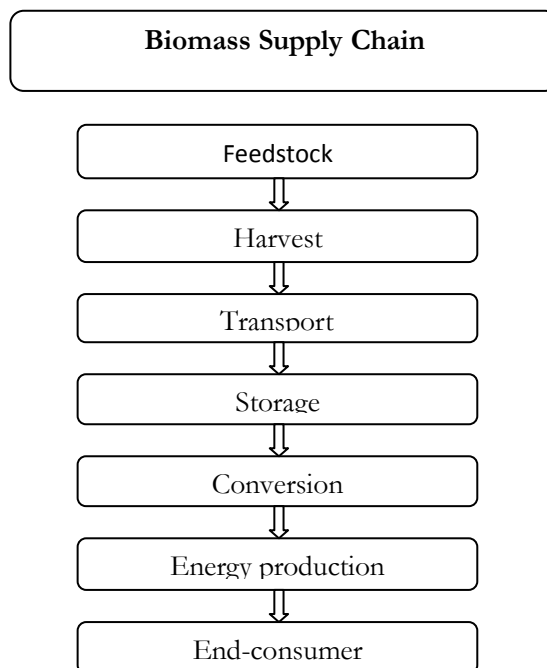 Biomass Supply Chain
Feedstock
Harvest
Transport
Storage
Conversion
Energy production
End-consumer